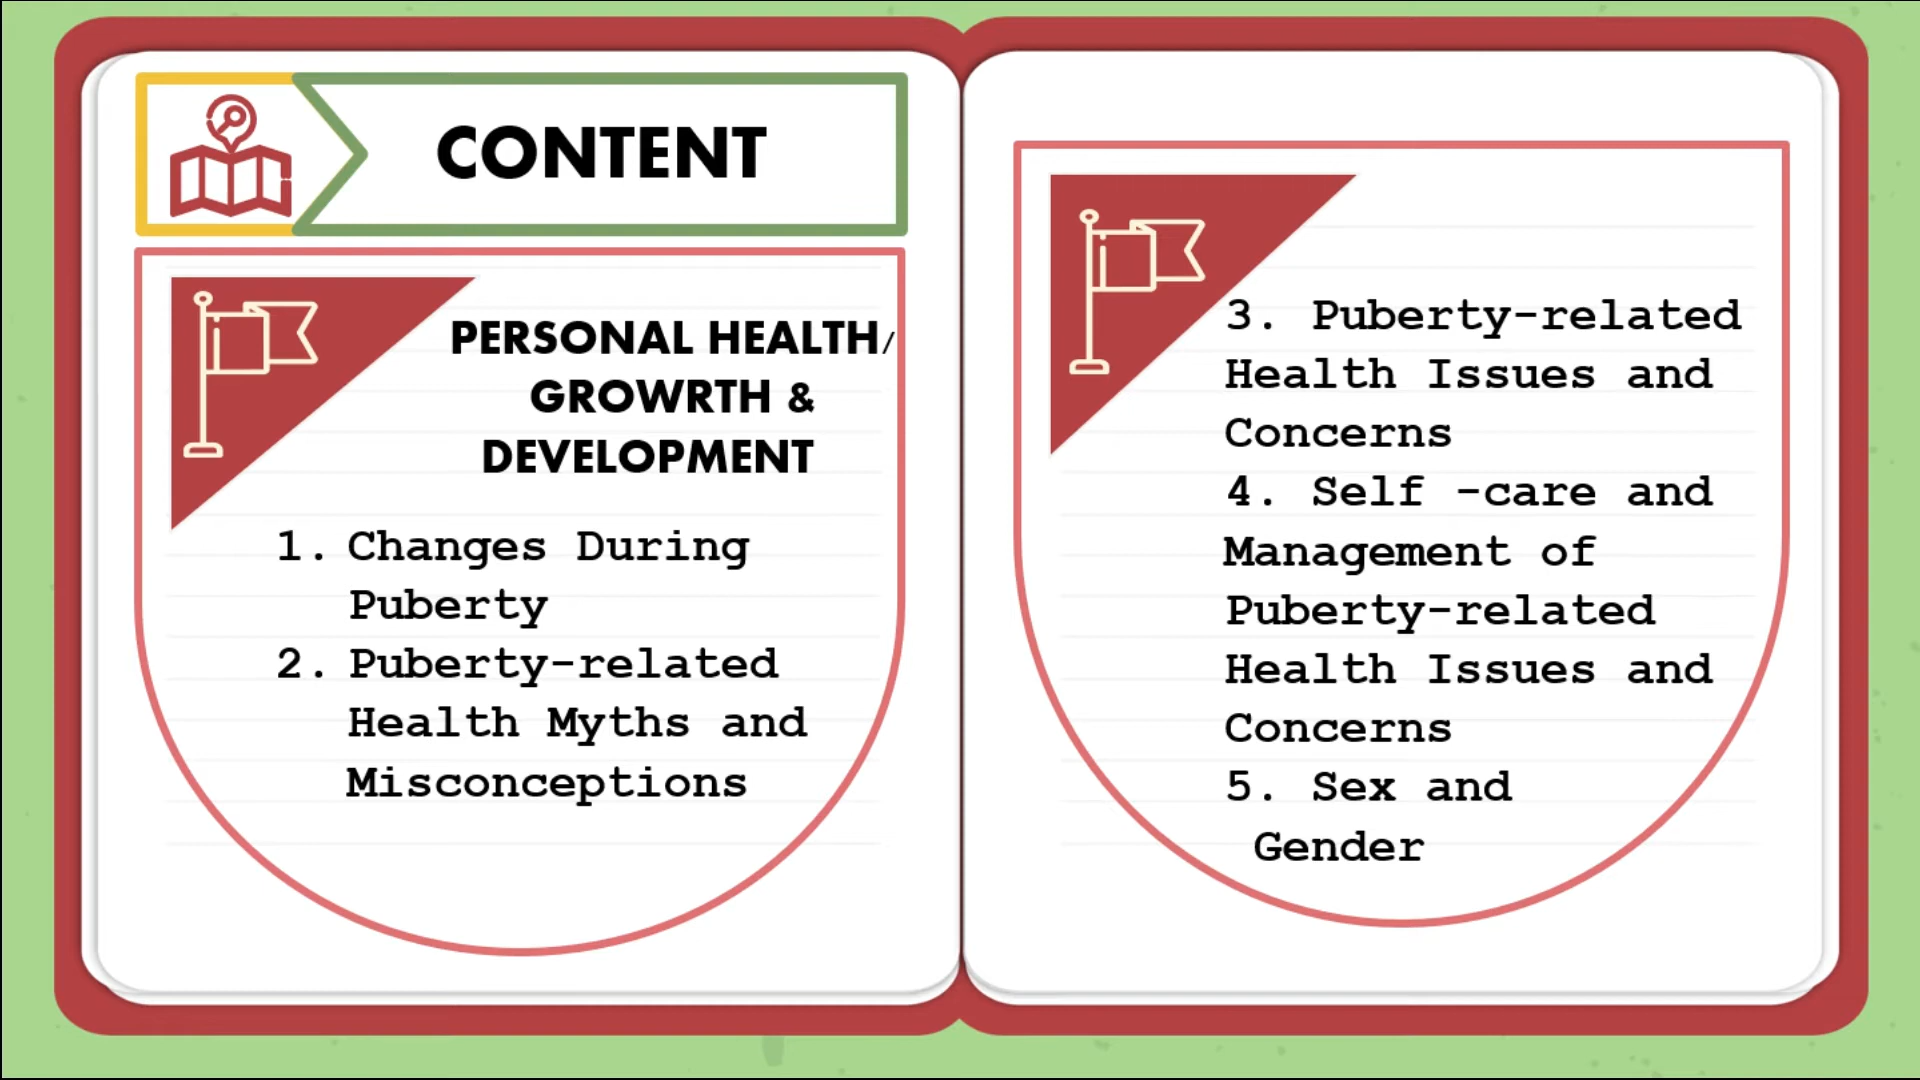 CONTENT
PERSONAL HEALTH/
GROWRTH &
DEVELOPMENT
1. Changes During
Puberty
2. Puberty-related
Health Myths and
Misconceptions
3. Puberty-related
Health Issues and
Concerns
4. Self -care and
Management of
Puberty-related
Health Issues and
Concerns
5. Sex and
Gender